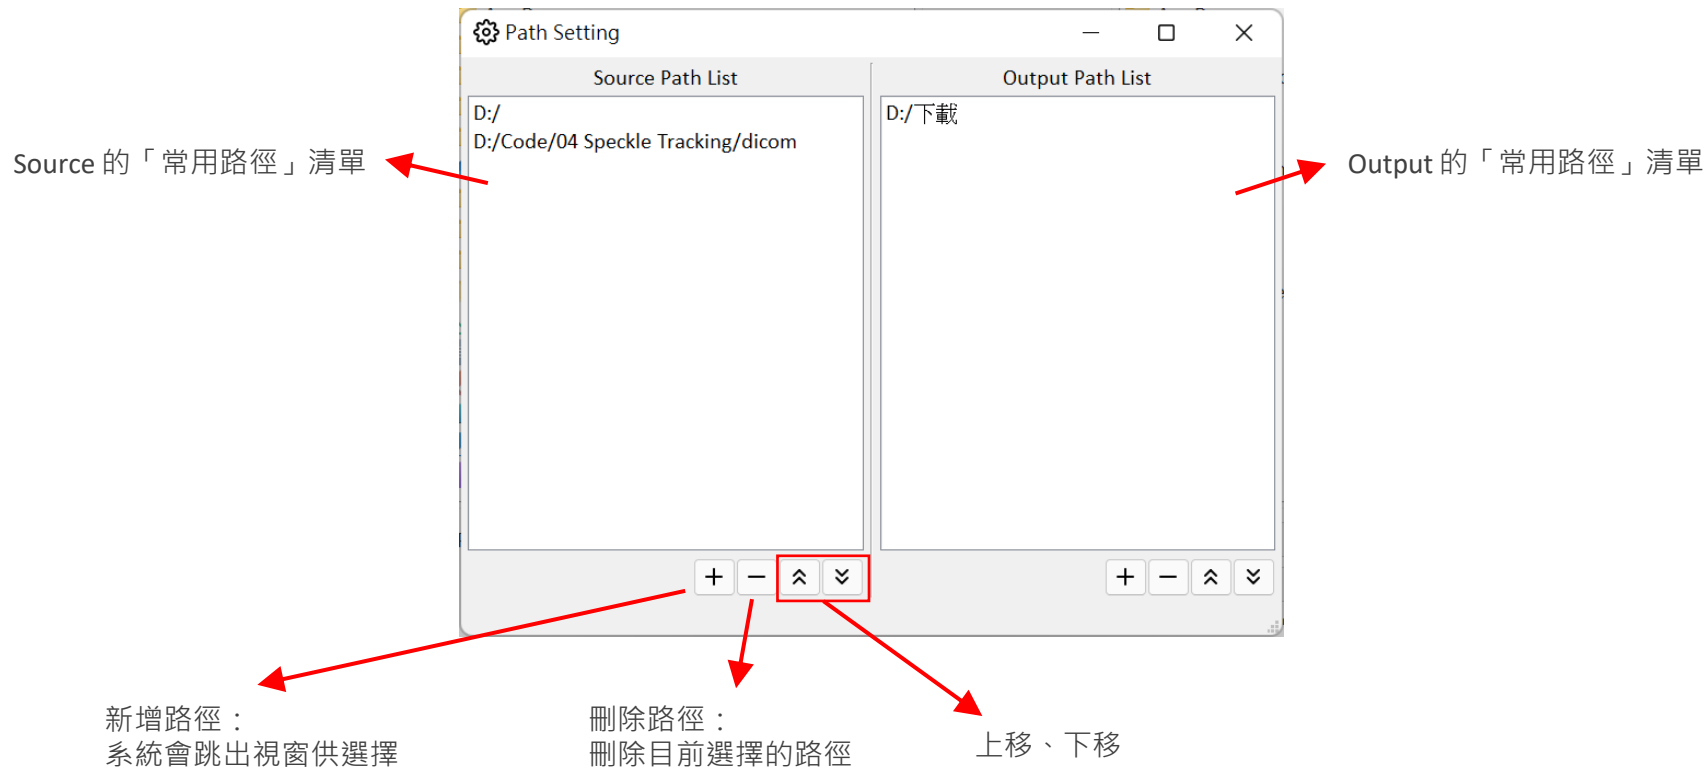 Path Setting
Source Path List
Output Path List
D:/
D:/Code/04 Speckle Tracking/dicom
D:/下載
Source 的「常用路徑」清單
Output 的「常用路徑」清單
新增路徑：
系統會跳出視窗供選擇
刪除路徑：
刪除目前選擇的路徑
上移、下移